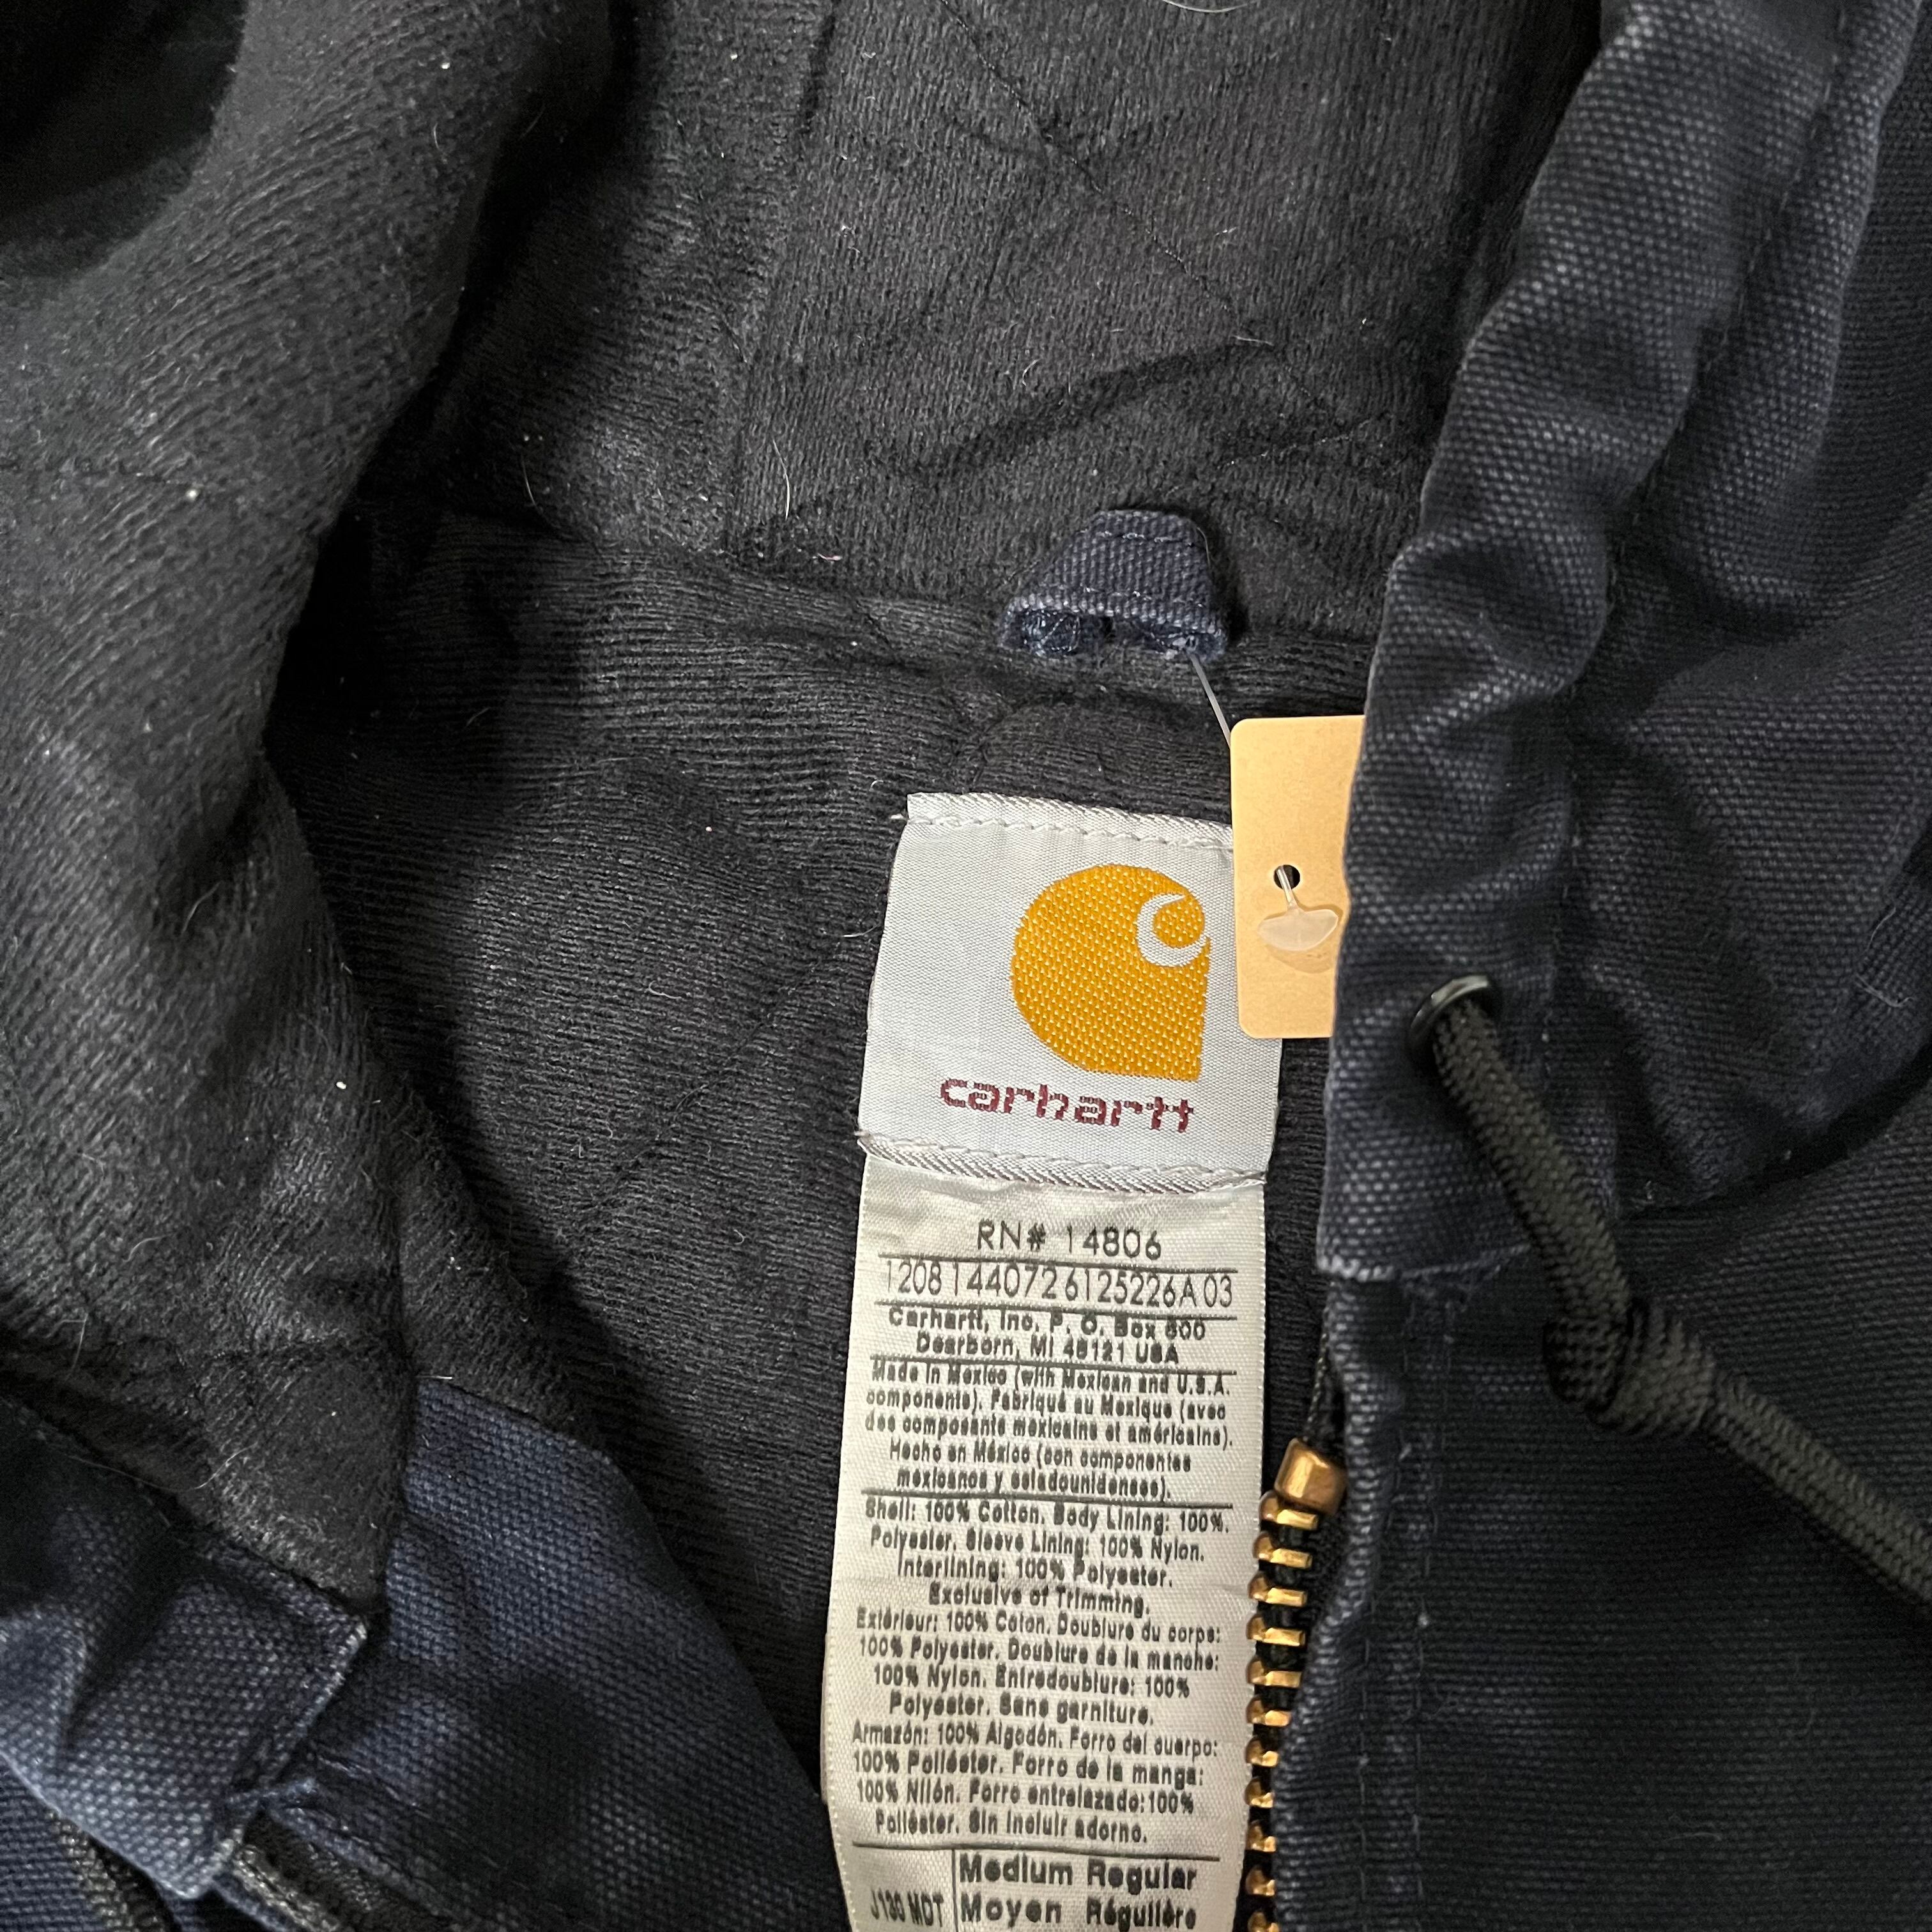 carhartt
RN# 14806
1208144072 6125226A 03
Carhartt, Inc. P. O. Box 600
Dearborn, MI 48121 USA
Made in Mexico (with Mexican and U.S.A.
components). Fabriqué au Mexique (avec
des composants mexicains et américains).
Hecho en México (con componentes
mexicanos y estadounidenses).
Shell: 100% Cotton. Body Lining: 100%.
Polyester. Sleeve Lining: 100% Nylon.
Interlining: 100% Polyester.
Exclusive of Trimming.
Extérieur: 100% Coton. Doublure du corps:
100% Polyester. Doublure de la manche:
100% Nylon. Entredoublure: 100%
Polyester. Sans garniture.
Armazón: 100% Algodón. Forro del cuerpo:
100% Poliéster. Forro de la manga:
100% Nilón. Forro entrelazado:100%
Poliéster. Sin incluir adorno.
Medium Regular
J130 MDT Moyen Régulière